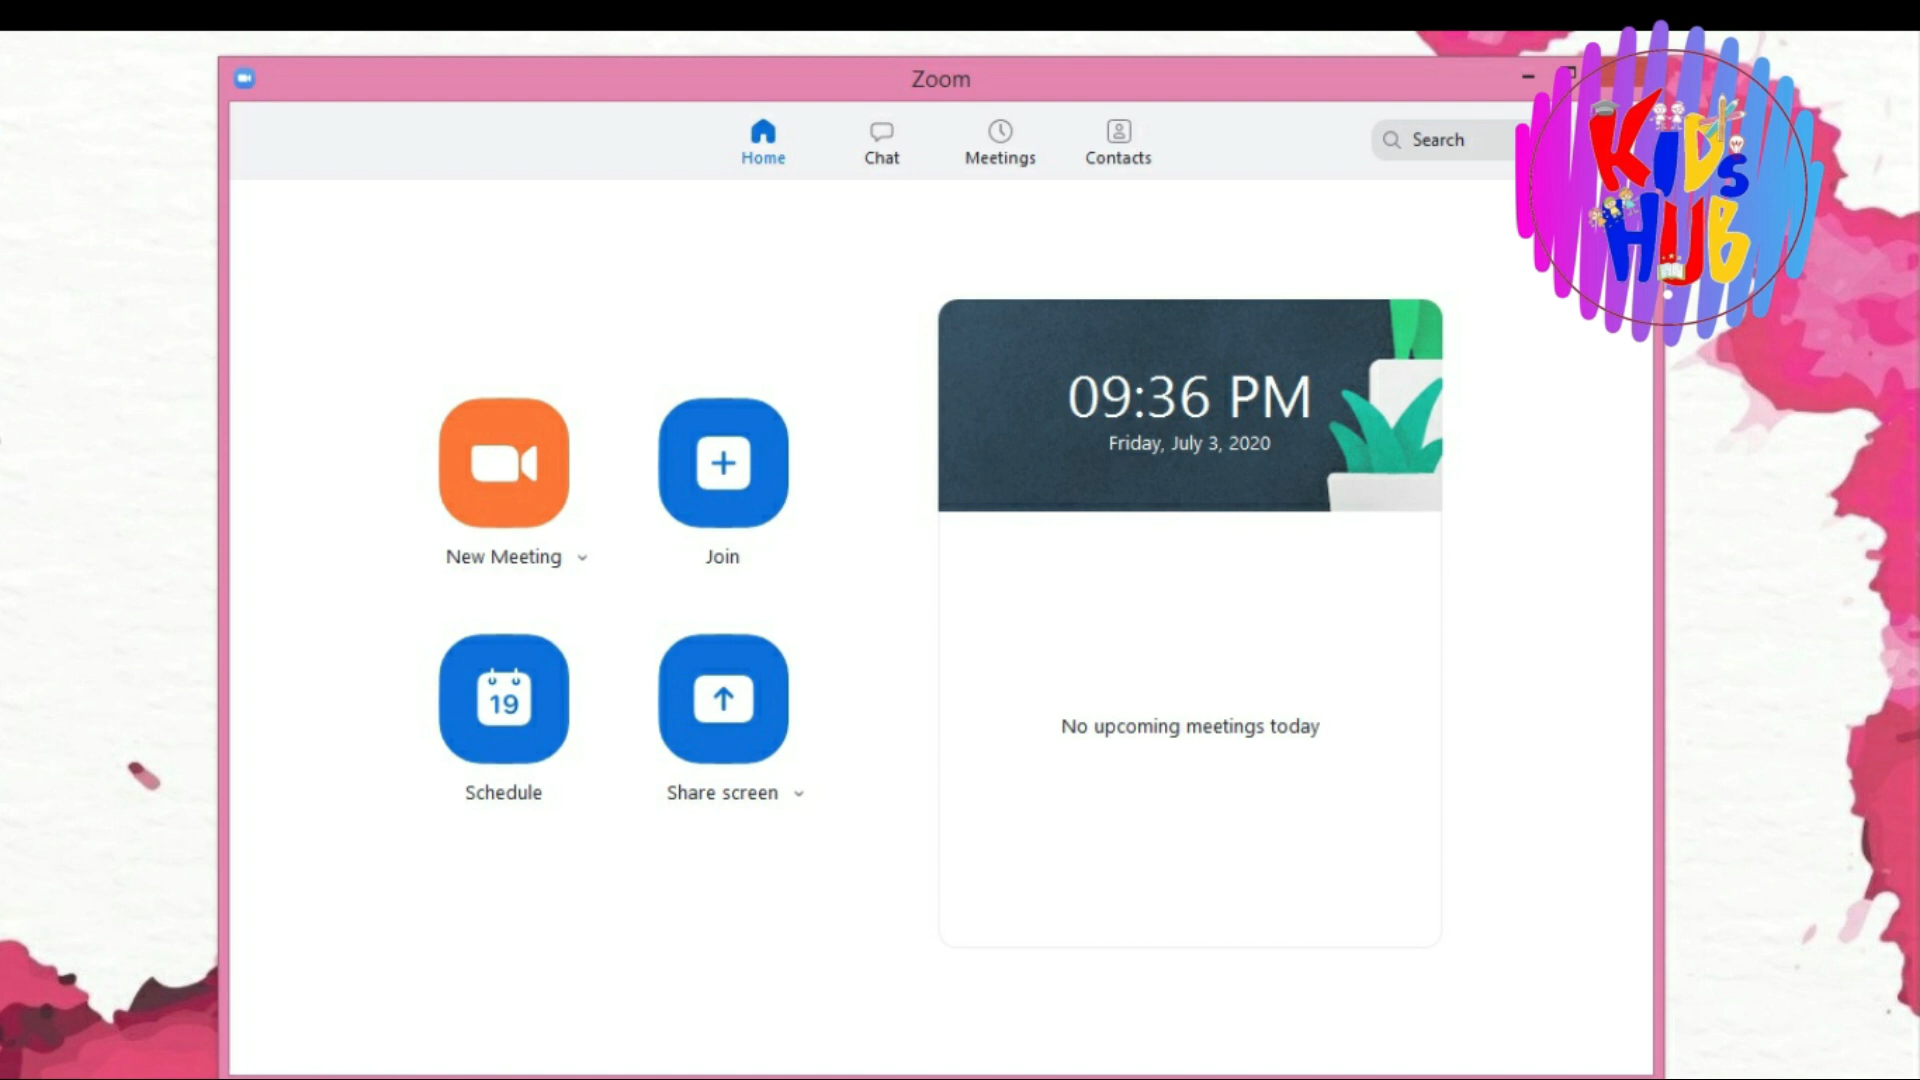 Zoom
Home
Chat
Meetings
Contacts
Search
KIDS
HUB
09:36 PM
Friday, July 3, 2020
New Meeting
Join
19
Schedule
Share screen
No upcoming meetings today